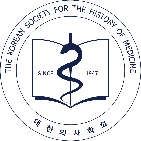 THE KOREAN SOCIETY FOR THE HISTORY OF MEDICINE
SINCE 1947
대한의사학회